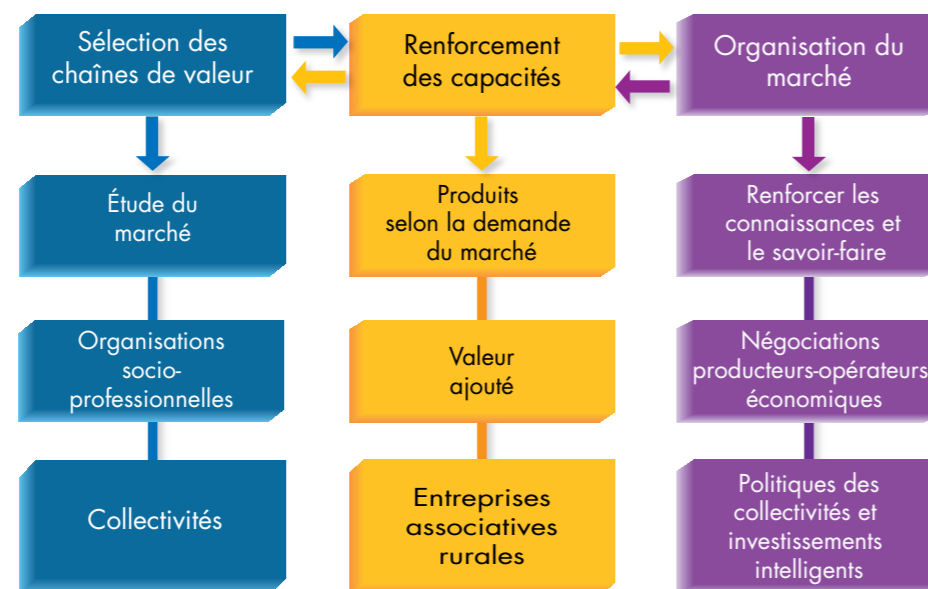 Sélection des
chaînes de valeur
Renforcement
des capacités
Organisation du
marché
Étude du
marché
Produits
selon la demande
du marché
Renforcer les
connaissances et
le savoir-faire
Organisations
socio-
professionnelles
Valeur
ajouté
Négociations
producteurs-opérateurs
économiques
Collectivités
Entreprises
associatives
rurales
Politiques des
collectivités et
investissements
intelligents